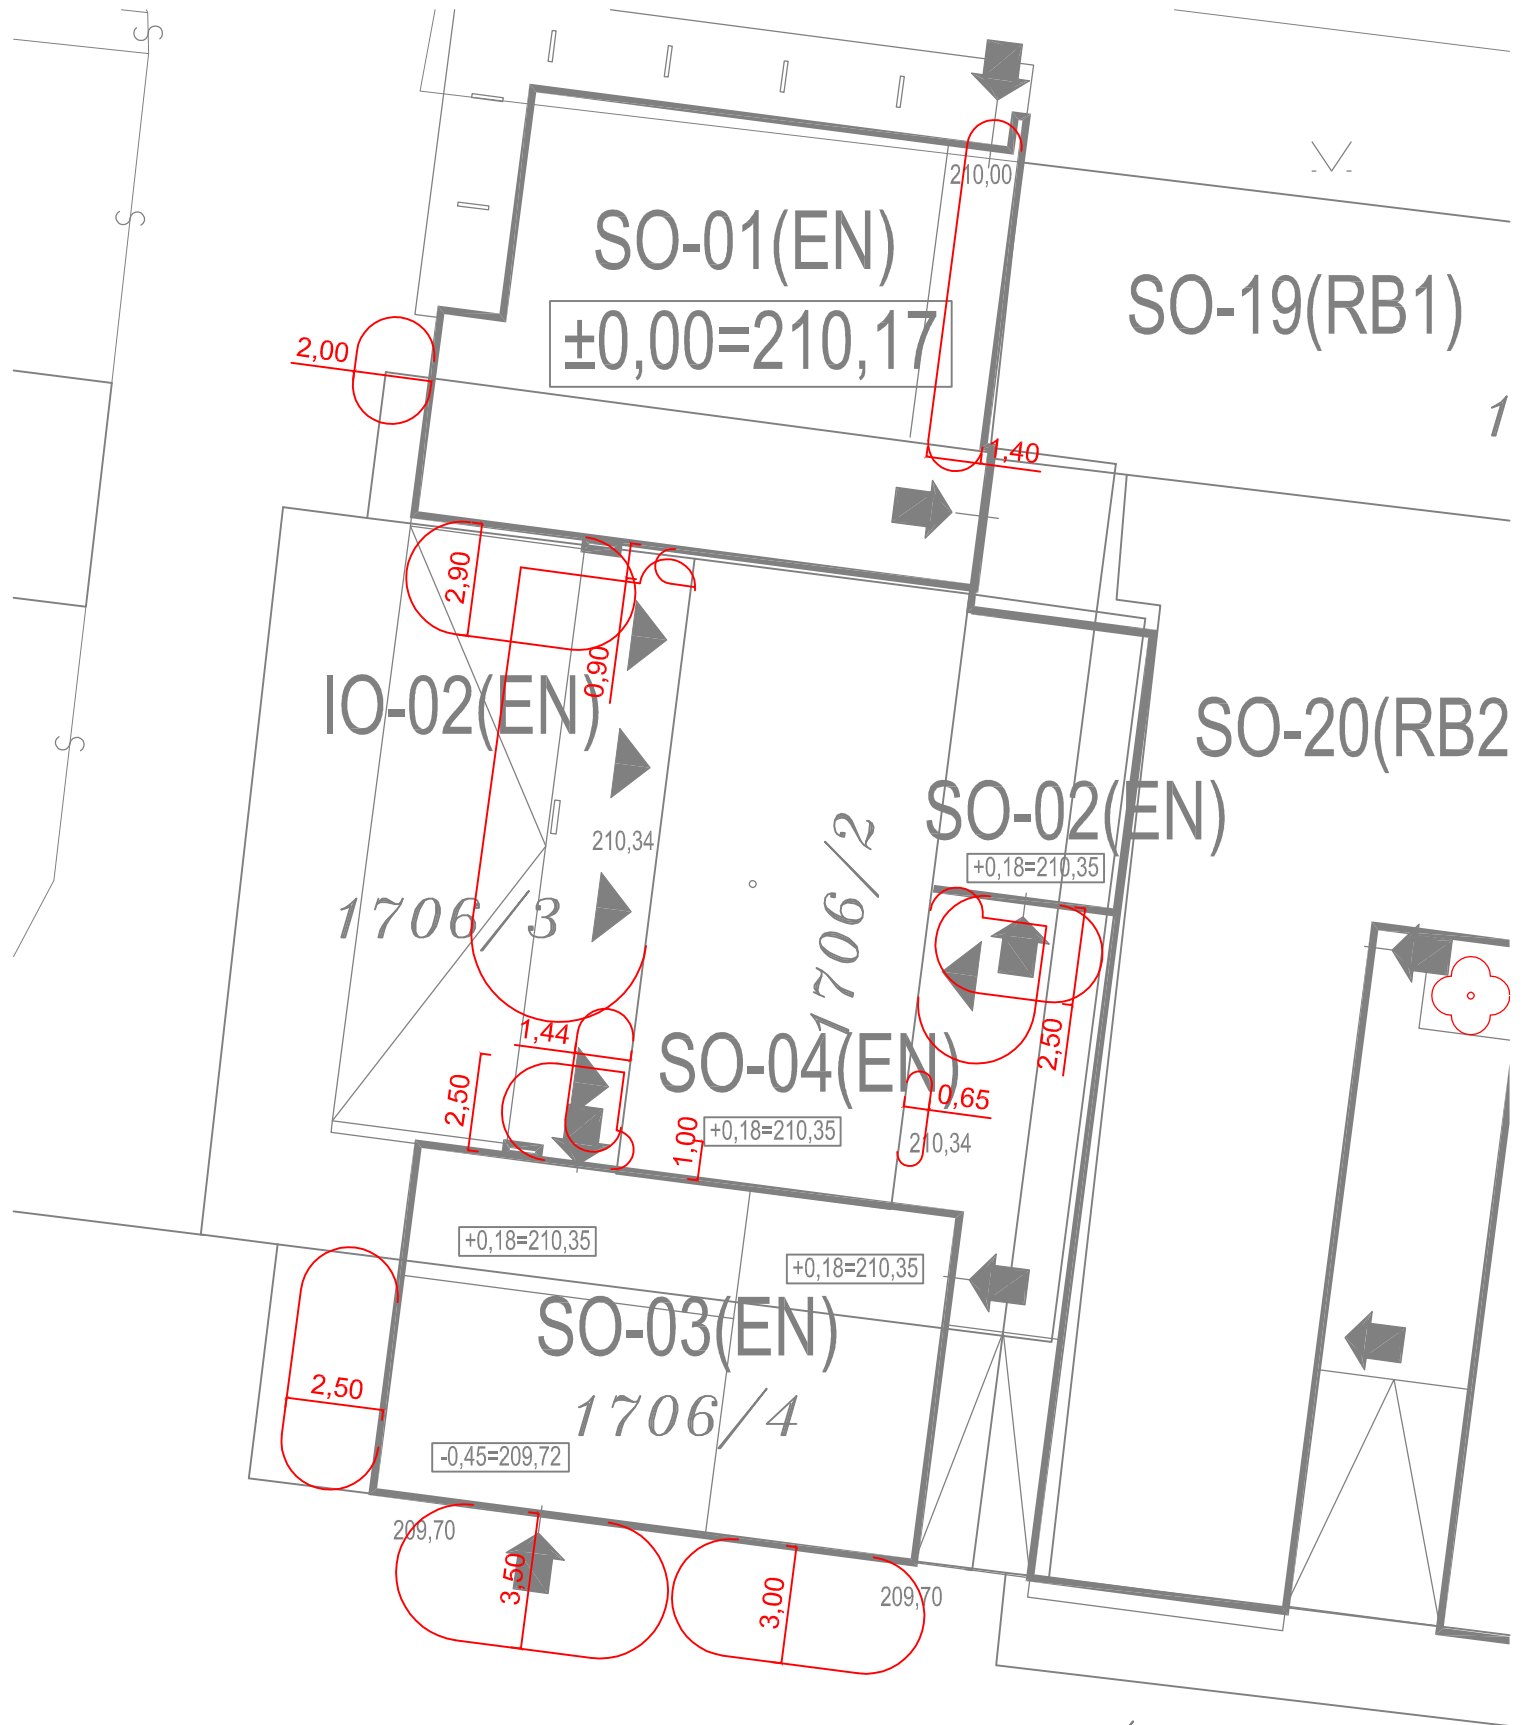 S
210,00
S
SO-01(EN)
SO-19(RB1)
±0,00=210,17
2,00
1
1,40
2,90
0,90
IO-02(EN)
SO-20(RB2
S
SO-02(EN)
210,34
+0,18=210,35
1706/3
1706/2
1,44
2,50
SO-04(EN)
2,50
0,65
+0,18=210,35
1,00
210,34
+0,18=210,35
+0,18=210,35
SO-03(EN)
2,50
1706/4
-0,45=209,72
209,70
3,50
3,00
209,70